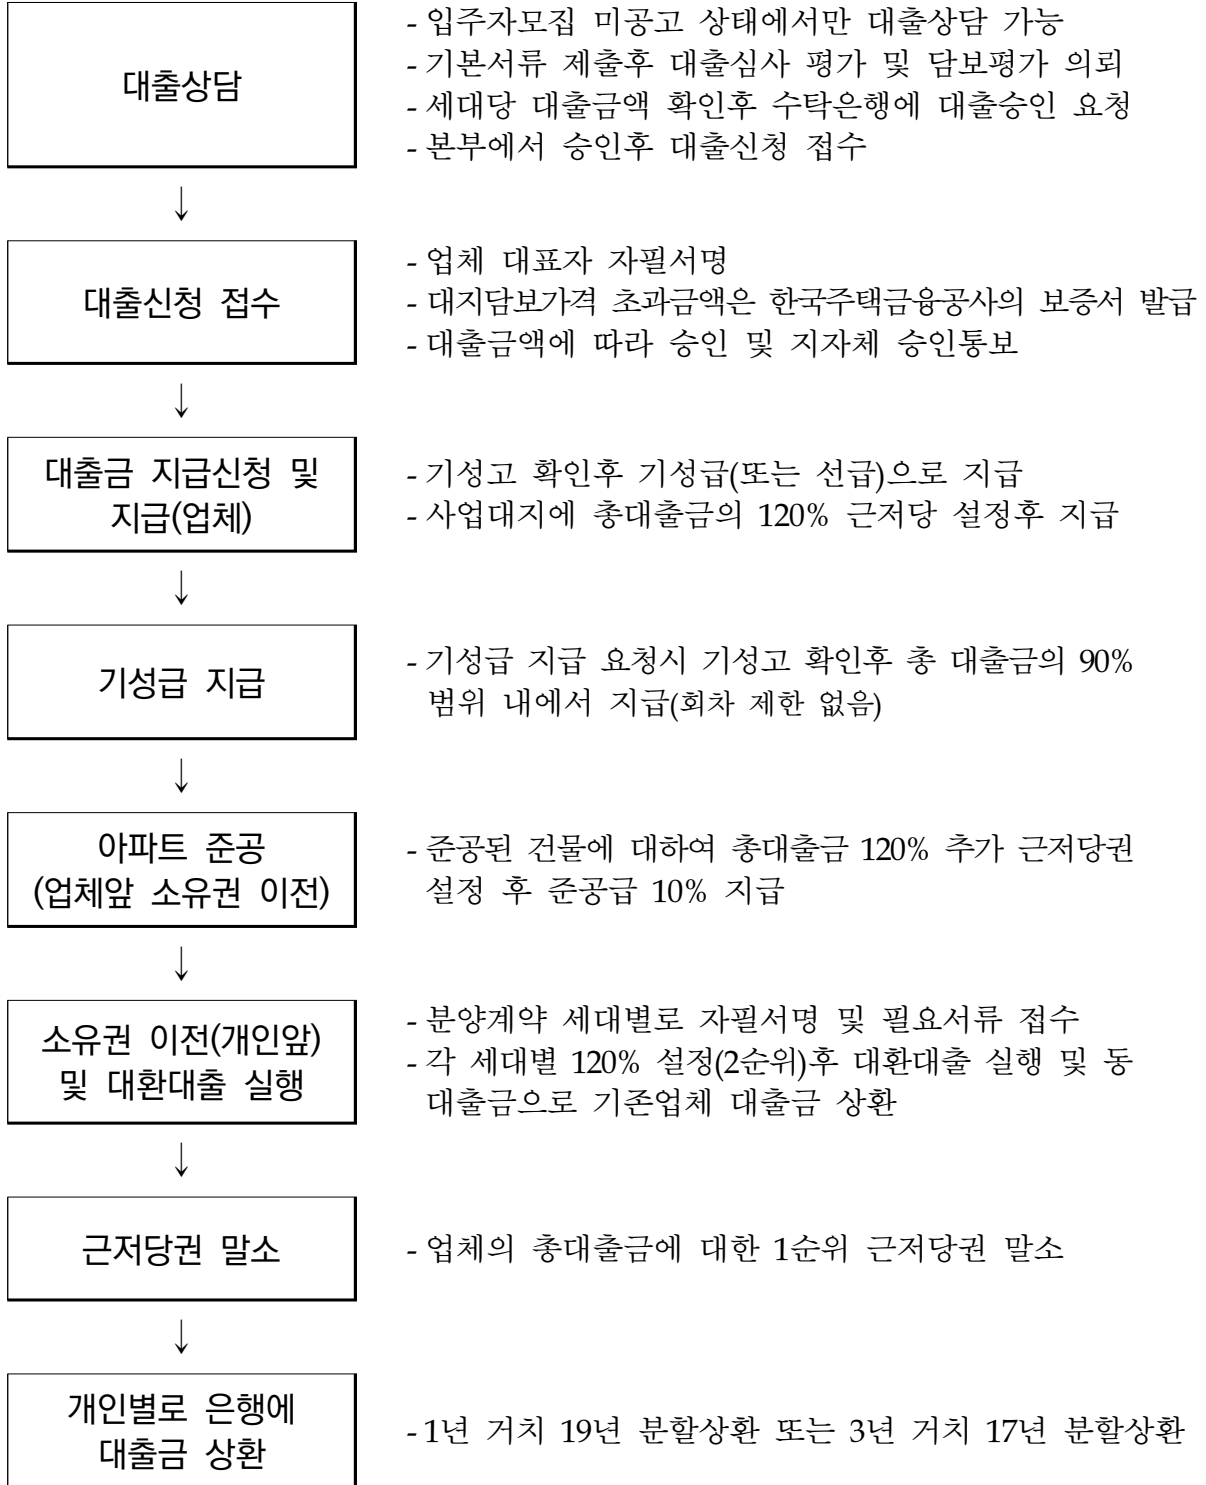 대출상담
- 입주자모집 미공고 상태에서만 대출상담 가능
- 기본서류 제출후 대출심사 평가 및 담보평가 의뢰
- 세대당 대출금액 확인후 수탁은행에 대출승인 요청
- 본부에서 승인후 대출신청 접수
↓
대출신청 접수
- 업체 대표자 자필서명
- 대지담보가격 초과금액은 한국주택금융공사의 보증서 발급
- 대출금액에 따라 승인 및 지자체 승인통보
↓
대출금 지급신청 및
지급(업체)
- 기성고 확인후 기성급(또는 선급)으로 지급
- 사업대지에 총대출금의 120% 근저당 설정후 지급
↓
기성급 지급
- 기성급 지급 요청시 기성고 확인후 총 대출금의 90%
범위 내에서 지급(회차 제한 없음)
↓
아파트 준공
(업체앞 소유권 이전)
- 준공된 건물에 대하여 총대출금 120% 추가 근저당권
설정 후 준공급 10% 지급
↓
소유권 이전(개인앞)
및 대환대출 실행
- 분양계약 세대별로 자필서명 및 필요서류 접수
- 각 세대별 120% 설정(2순위)후 대환대출 실행 및 동
대출금으로 기존업체 대출금 상환
↓
근저당권 말소
- 업체의 총대출금에 대한 1순위 근저당권 말소
↓
개인별로 은행에
대출금 상환
- 1년 거치 19년 분할상환 또는 3년 거치 17년 분할상환